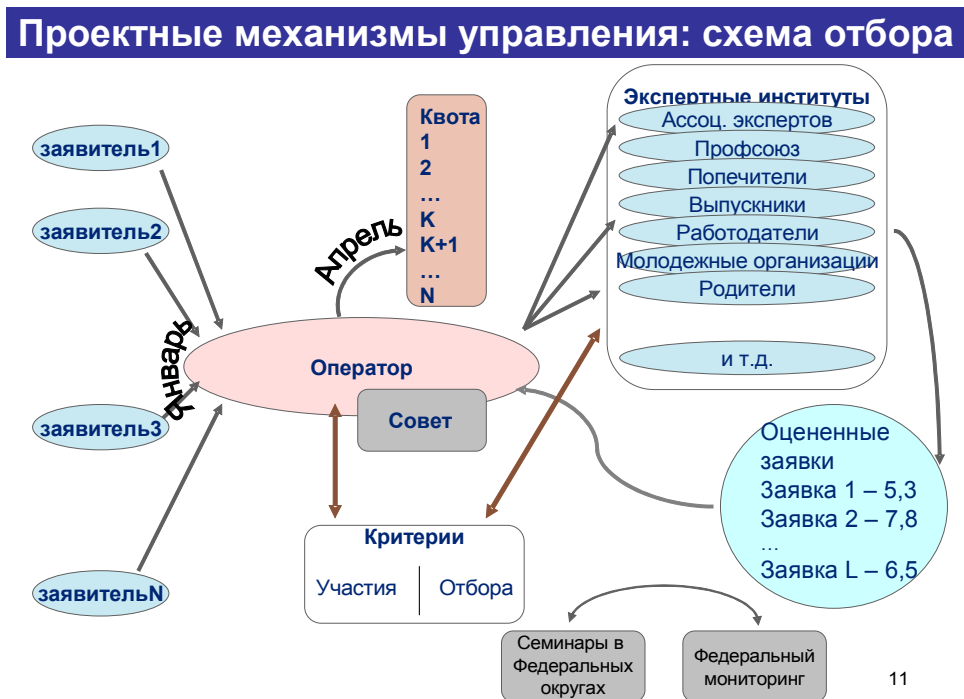 Проектные механизмы управления: схема отбора
заявитель1
заявитель2
заявитель3
заявительN
Январь
Апрель
Квота
1
2
...
K
K+1
...
N
Оператор
Совет
Критерии
Участия
Отбора
Экспертные институты
Ассоц. экспертов
Профсоюз
Попечители
Выпускники
Работодатели
Молодежные организации
Родители
и т.д.
Оцененные
заявки
Заявка 1 – 5,3
Заявка 2 – 7,8
...
Заявка L – 6,5
Семинары в
Федеральных
округах
Федеральный
мониторинг
11